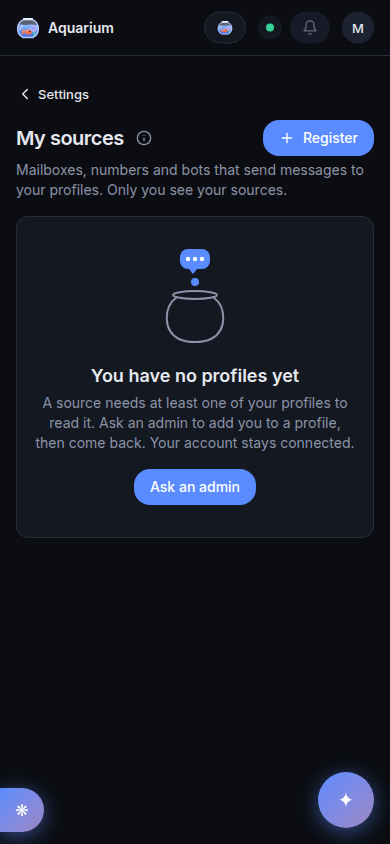 Aquarium
M
Settings
My sources
Register
Mailboxes, numbers and bots that send messages to
your profiles. Only you see your sources.
You have no profiles yet
A source needs at least one of your profiles to
read it. Ask an admin to add you to a profile,
then come back. Your account stays connected.
Ask an admin